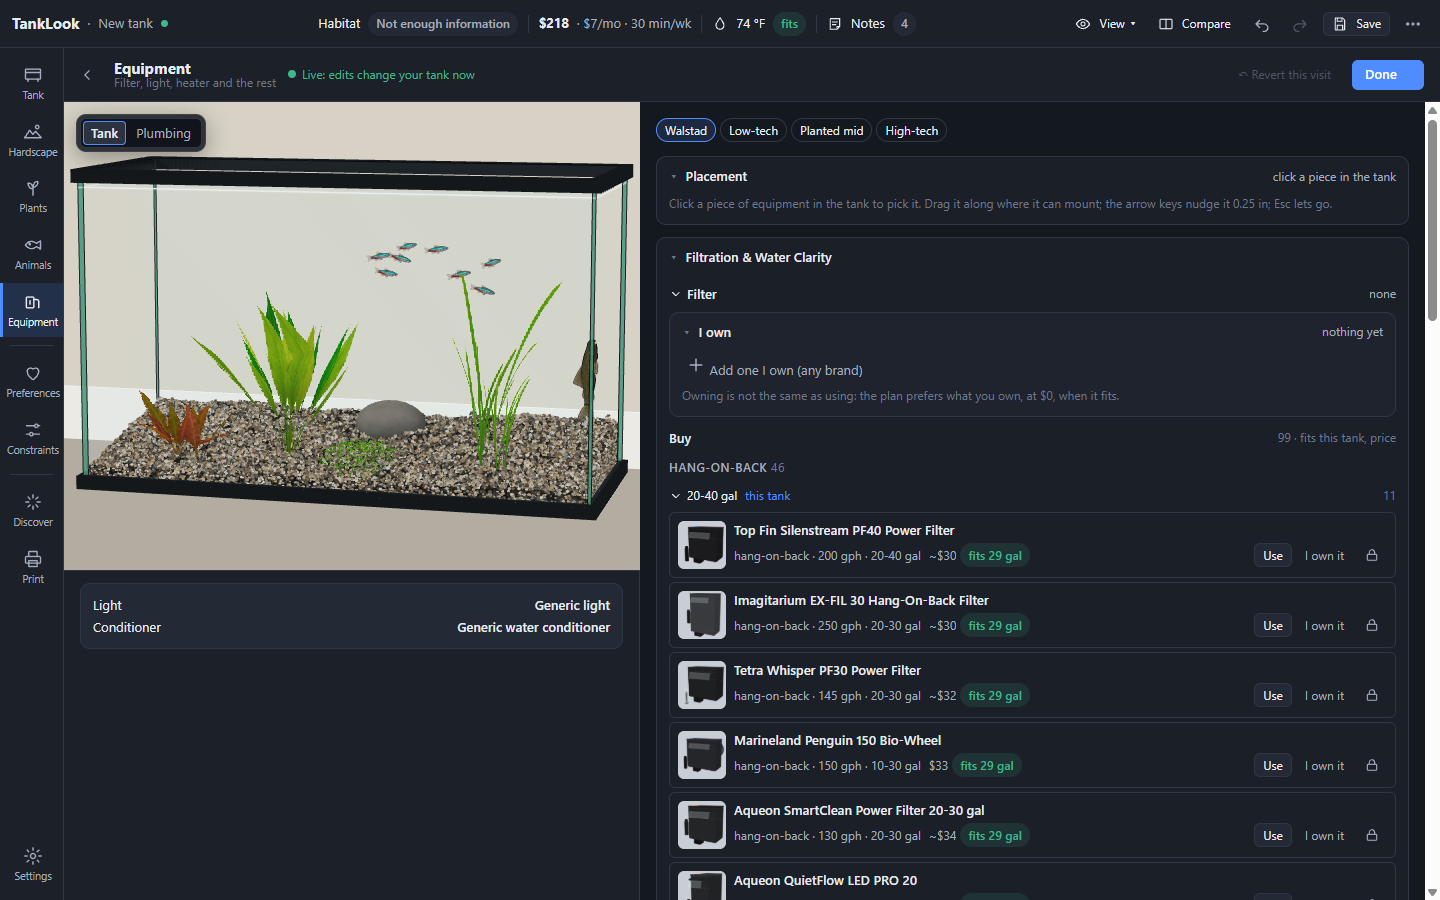 TankLook · New tank
Habitat Not enough information $218 · $7/mo · 30 min/wk 74 °F fits Notes 4
View Compare Save
Equipment
Filter, light, heater and the rest
Live: edits change your tank now
Revert this visit Done
Tank
Hardscape
Plants
Animals
Equipment
Preferences
Constraints
Discover
Print
Settings
Tank Plumbing
Light Generic light
Conditioner Generic water conditioner
Walstad Low-tech Planted mid High-tech
Placement click a piece in the tank
Click a piece of equipment in the tank to pick it. Drag it along where it can mount; the arrow keys nudge it 0.25 in; Esc lets go.
Filtration & Water Clarity
Filter none
I own nothing yet
Add one I own (any brand)
Owning is not the same as using: the plan prefers what you own, at $0, when it fits.
Buy 99 · fits this tank, price
HANG-ON-BACK 46
20-40 gal this tank 11
Top Fin Silenstream PF40 Power Filter
hang-on-back · 200 gph · 20-40 gal ~$30 fits 29 gal Use I own it
Imagitarium EX-FIL 30 Hang-On-Back Filter
hang-on-back · 250 gph · 20-30 gal ~$30 fits 29 gal Use I own it
Tetra Whisper PF30 Power Filter
hang-on-back · 145 gph · 20-30 gal ~$32 fits 29 gal Use I own it
Marineland Penguin 150 Bio-Wheel
hang-on-back · 150 gph · 10-30 gal $33 fits 29 gal Use I own it
Aqueon SmartClean Power Filter 20-30 gal
hang-on-back · 130 gph · 20-30 gal ~$34 fits 29 gal Use I own it
Aqueon QuietFlow LED PRO 20